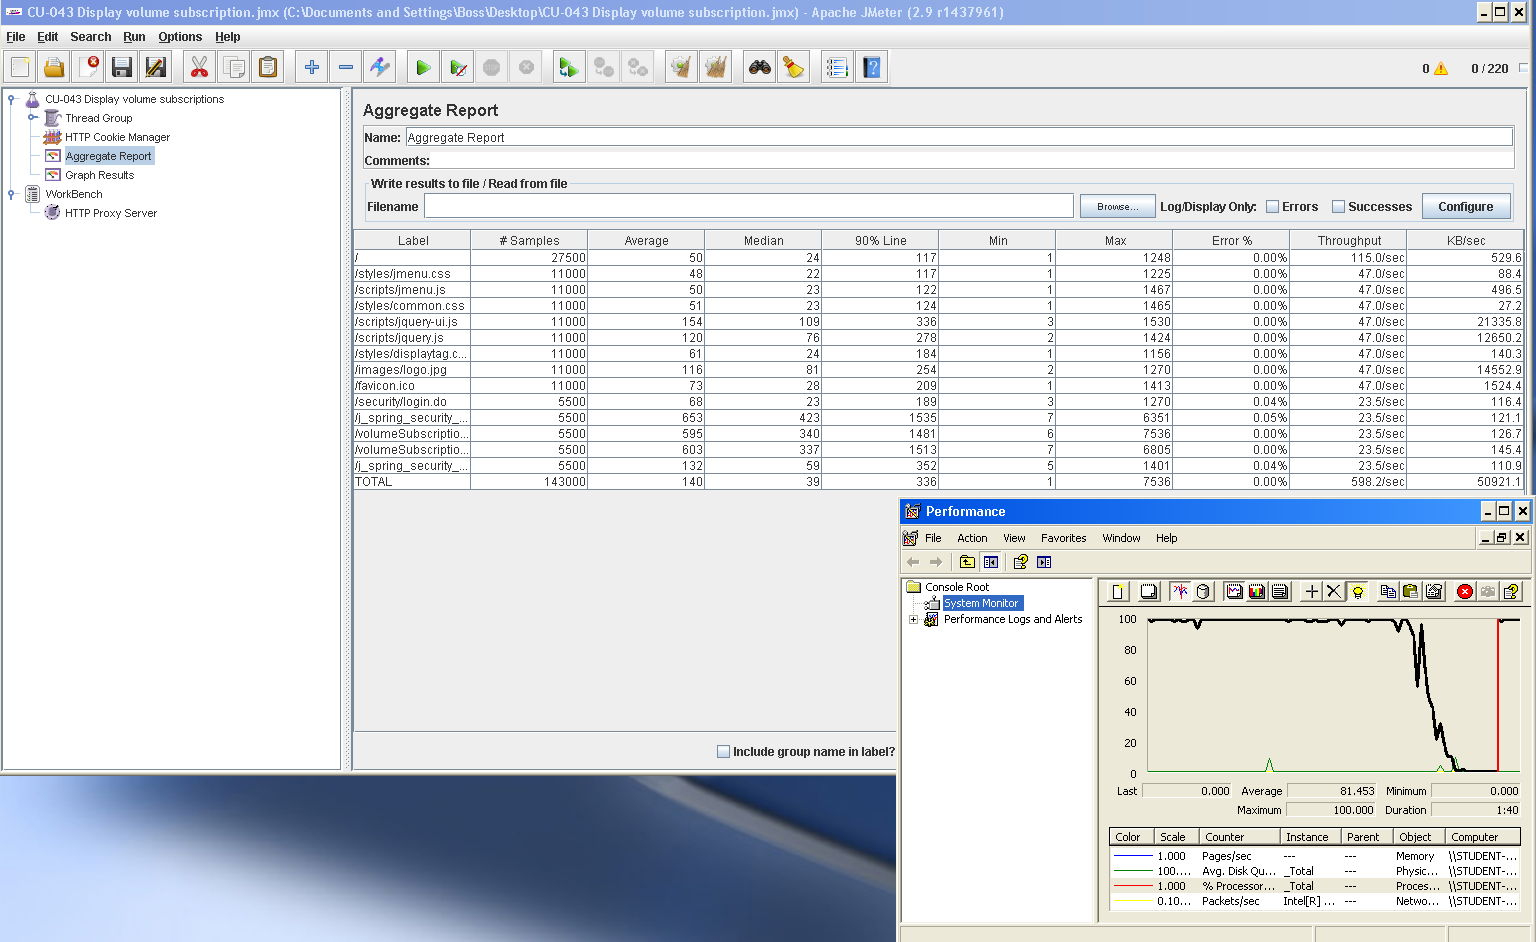 CU-043 Display volume subscription.jmx (C:\Documents and Settings\Boss\Desktop\CU-043 Display volume subscription.jmx) - Apache JMeter (2.9 r1437961)
File Edit Search Run Options Help
0 0 / 220
CU-043 Display volume subscriptions
Thread Group
HTTP Cookie Manager
Aggregate Report
Graph Results
WorkBench
HTTP Proxy Server
Aggregate Report
Name: Aggregate Report
Comments:
Write results to file / Read from file
Filename Browse... Log/Display Only: Errors Successes Configure
Label # Samples Average Median 90% Line Min Max Error % Throughput KB/sec
/ 27500 50 24 117 1 1248 0.00% 115.0/sec 529.6
/styles/jmenu.css 11000 48 22 117 1 1225 0.00% 47.0/sec 88.4
/scripts/jmenu.js 11000 50 23 122 1 1467 0.00% 47.0/sec 496.5
/styles/common.css 11000 51 23 124 1 1465 0.00% 47.0/sec 27.2
/scripts/jquery-ui.js 11000 154 109 336 3 1530 0.00% 47.0/sec 21335.8
/scripts/jquery.js 11000 120 76 278 2 1424 0.00% 47.0/sec 12650.2
/styles/displaytag.c... 11000 61 24 184 1 1156 0.00% 47.0/sec 140.3
/images/logo.jpg 11000 116 81 254 2 1270 0.00% 47.0/sec 14552.9
/favicon.ico 11000 73 28 209 1 1413 0.00% 47.0/sec 1524.4
/security/login.do 5500 68 23 189 3 1270 0.04% 23.5/sec 116.4
/j_spring_security_... 5500 653 423 1535 7 6351 0.05% 23.5/sec 121.1
/volumeSubscriptio... 5500 595 340 1481 6 7536 0.00% 23.5/sec 126.7
/volumeSubscriptio... 5500 603 337 1513 7 6805 0.00% 23.5/sec 145.4
/j_spring_security_... 5500 132 59 352 5 1401 0.04% 23.5/sec 110.9
TOTAL 143000 140 39 336 1 7536 0.00% 598.2/sec 50921.1
Include group name in label?
Performance
File Action View Favorites Window Help
Console Root
System Monitor
Performance Logs and Alerts
100
80
60
40
20
0
Last 0.000 Average 81.453 Minimum 0.000
Maximum 100.000 Duration 1:40
Color Scale Counter Instance Parent Object Computer
1.000 Pages/sec --- --- Memory \\STUDENT-...
100.... Avg. Disk Qu... _Total --- Physic... \\STUDENT-...
1.000 % Processor... _Total --- Proces... \\STUDENT-...
0.10... Packets/sec Intel[R] ... --- Netwo... \\STUDENT-...